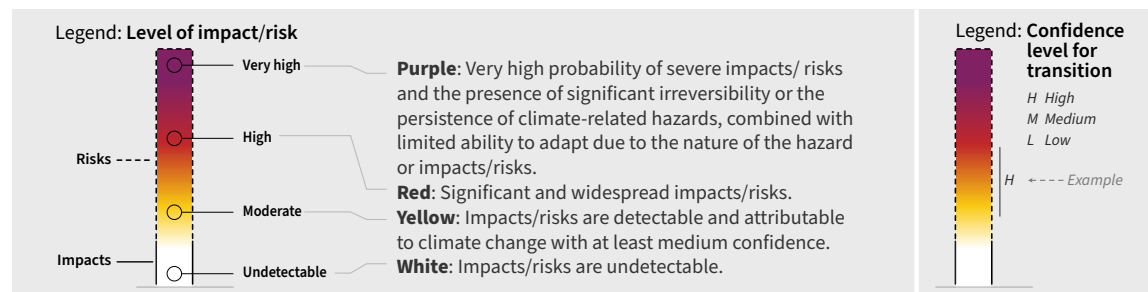 Legend: Level of impact/risk
Very high
High
Moderate
Undetectable
Risks
Impacts
Purple: Very high probability of severe impacts/ risks
and the presence of significant irreversibility or the
persistence of climate-related hazards, combined with
limited ability to adapt due to the nature of the hazard
or impacts/risks.
Red: Significant and widespread impacts/risks.
Yellow: Impacts/risks are detectable and attributable
to climate change with at least medium confidence.
White: Impacts/risks are undetectable.
Legend: Confidence
level for
transition
H High
M Medium
L Low
H
Example